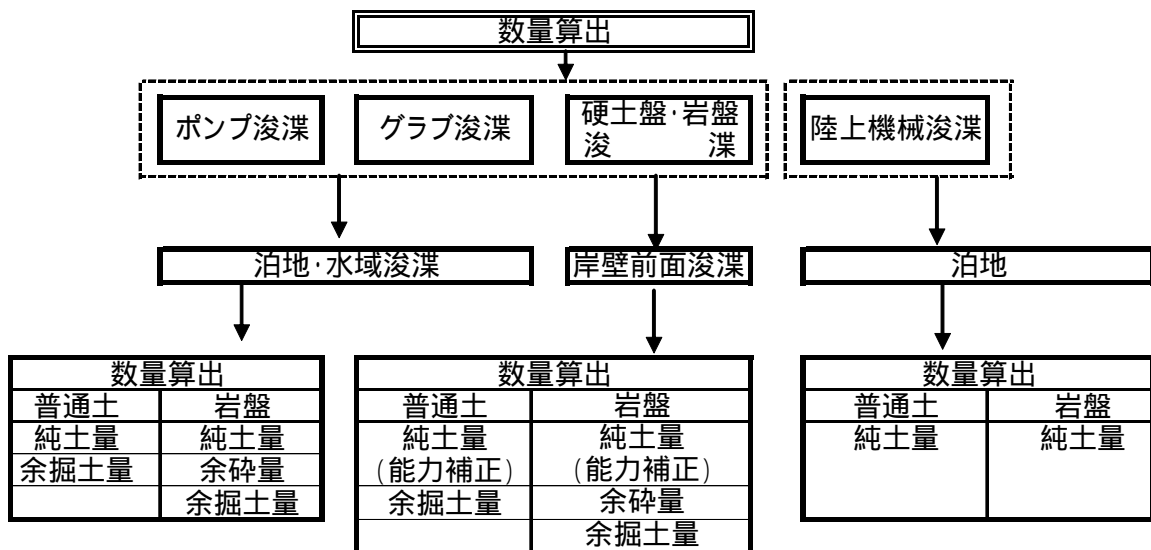 数量算出
ポンプ浚渫
グラブ浚渫
硬土盤・岩盤
浚　　渫
陸上機械浚渫
泊地・水域浚渫
岸壁前面浚渫
泊地
数量算出
普通土 岩盤
純土量 純土量
余掘土量 余砕量
余掘土量
数量算出
普通土 岩盤
純土量 純土量
(能力補正) (能力補正)
余掘土量 余砕量
余掘土量
数量算出
普通土 岩盤
純土量 純土量